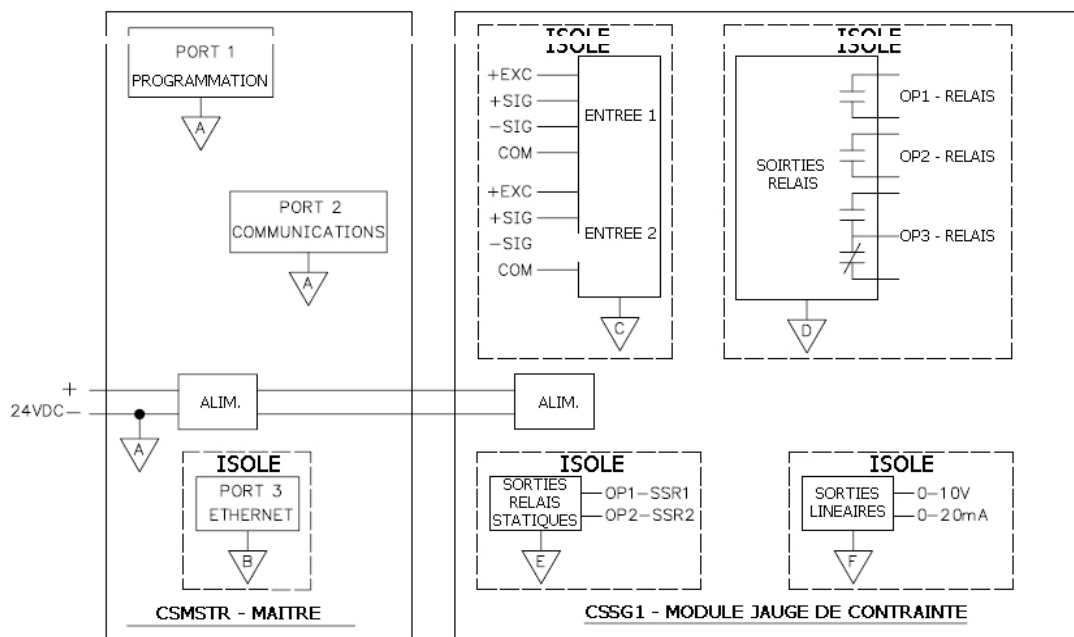 PORT 1
PROGRAMMATION
A
PORT 2
COMMUNICATIONS
A
+
24VDC
−
ALIM.
A
ISOLE
PORT 3
ETHERNET
B
CSMSTR - MAITRE
ISOLE
+EXC
+SIG
−SIG
COM
ENTREE 1
+EXC
+SIG
−SIG
COM
ENTREE 2
C
ISOLE
SOIRTIES
RELAIS
OP1 - RELAIS
OP2 - RELAIS
OP3 - RELAIS
D
ALIM.
ISOLE
SORTIES
RELAIS
STATIQUES
OP1−SSR1
OP2−SSR2
E
ISOLE
SORTIES
LINEAIRES
0−10V
0−20mA
F
CSSG1 - MODULE JAUGE DE CONTRAINTE